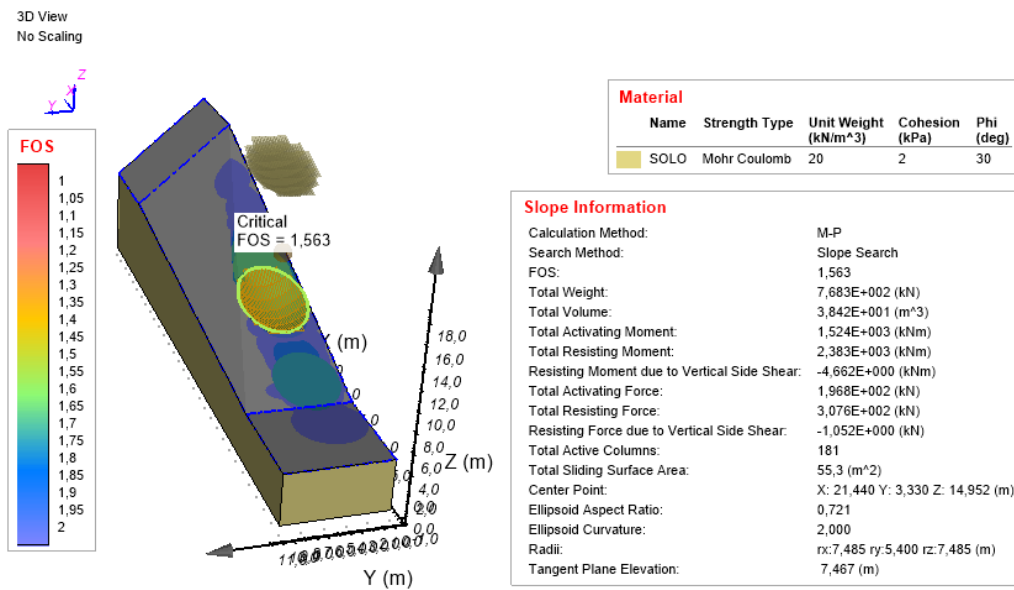 3D View
No Scaling
Z
X
Y
FOS
1
1,05
1,1
1,15
1,2
1,25
1,3
1,35
1,4
1,45
1,5
1,55
1,6
1,65
1,7
1,75
1,8
1,85
1,9
1,95
2
Critical
FOS = 1,563
(m)
18,0
16,0
14,0
12,0
10,0
8,0
6,0
4,0
2,0
0,0
Z (m)
Y (m)
Material
Name Strength Type Unit Weight (kN/m^3) Cohesion (kPa) Phi (deg)
SOLO Mohr Coulomb 20 2 30
Slope Information
Calculation Method: M-P
Search Method: Slope Search
FOS: 1,563
Total Weight: 7,683E+002 (kN)
Total Volume: 3,842E+001 (m^3)
Total Activating Moment: 1,524E+003 (kNm)
Total Resisting Moment: 2,383E+003 (kNm)
Resisting Moment due to Vertical Side Shear: -4,662E+000 (kNm)
Total Activating Force: 1,968E+002 (kN)
Total Resisting Force: 3,076E+002 (kN)
Resisting Force due to Vertical Side Shear: -1,052E+000 (kN)
Total Active Columns: 181
Total Sliding Surface Area: 55,3 (m^2)
Center Point: X: 21,440 Y: 3,330 Z: 14,952 (m)
Ellipsoid Aspect Ratio: 0,721
Ellipsoid Curvature: 2,000
Radii: rx:7,485 ry:5,400 rz:7,485 (m)
Tangent Plane Elevation: 7,467 (m)